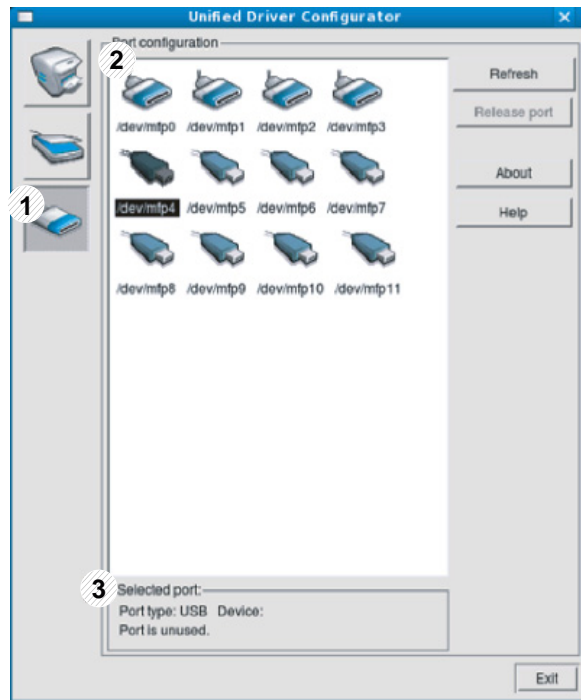 Unified Driver Configurator
Port configuration
2
/dev/mfp0 /dev/mfp1 /dev/mfp2 /dev/mfp3
/dev/mfp4 /dev/mfp5 /dev/mfp6 /dev/mfp7
/dev/mfp8 /dev/mfp9 /dev/mfp10 /dev/mfp11
Refresh
Release port
About
Help
1
3
Selected port:
Port type: USB Device:
Port is unused.
Exit